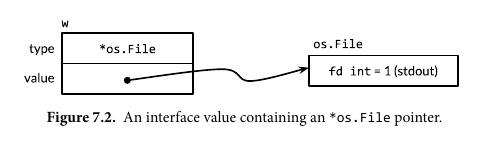 w
type *os.File
value
os.File
fd int = 1 (stdout)
Figure 7.2. An interface value containing an *os.File pointer.